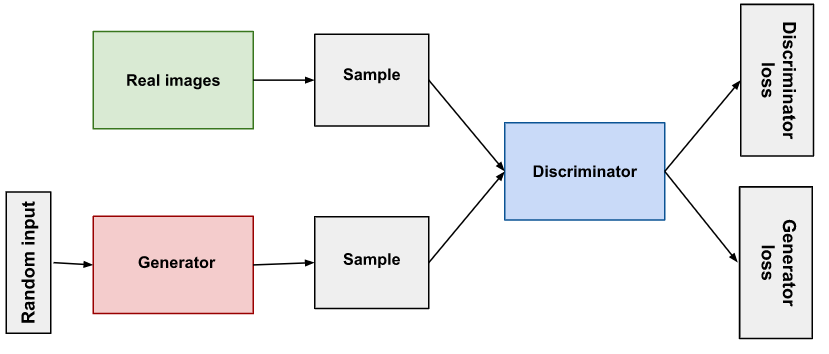 Real images
Sample
Discriminator
loss
Discriminator
Random input
Generator
Sample
Generator
loss